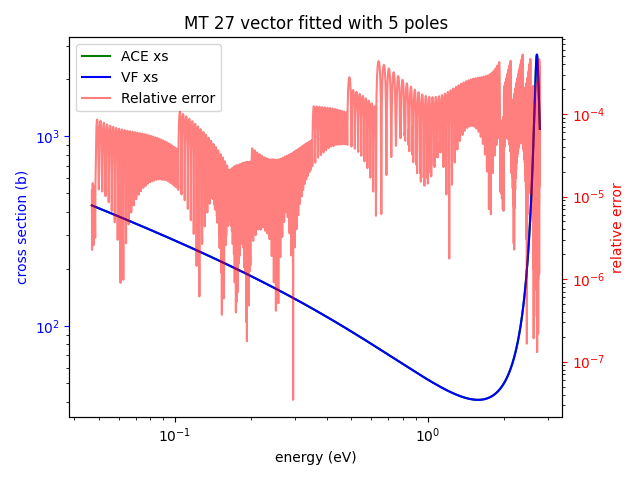 MT 27 vector fitted with 5 poles
ACE xs
VF xs
Relative error
cross section (b)
10³
10²
relative error
10⁻⁴
10⁻⁵
10⁻⁶
10⁻⁷
10⁻¹
10⁰
energy (eV)